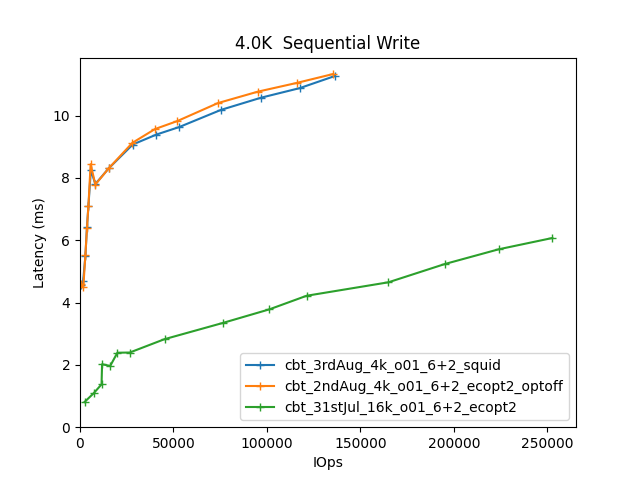 4.0K  Sequential Write
Latency (ms)
10
8
6
4
2
0
0 50000 100000 150000 200000 250000
IOps
cbt_3rdAug_4k_o01_6+2_squid
cbt_2ndAug_4k_o01_6+2_ecopt2_optoff
cbt_31stJul_16k_o01_6+2_ecopt2